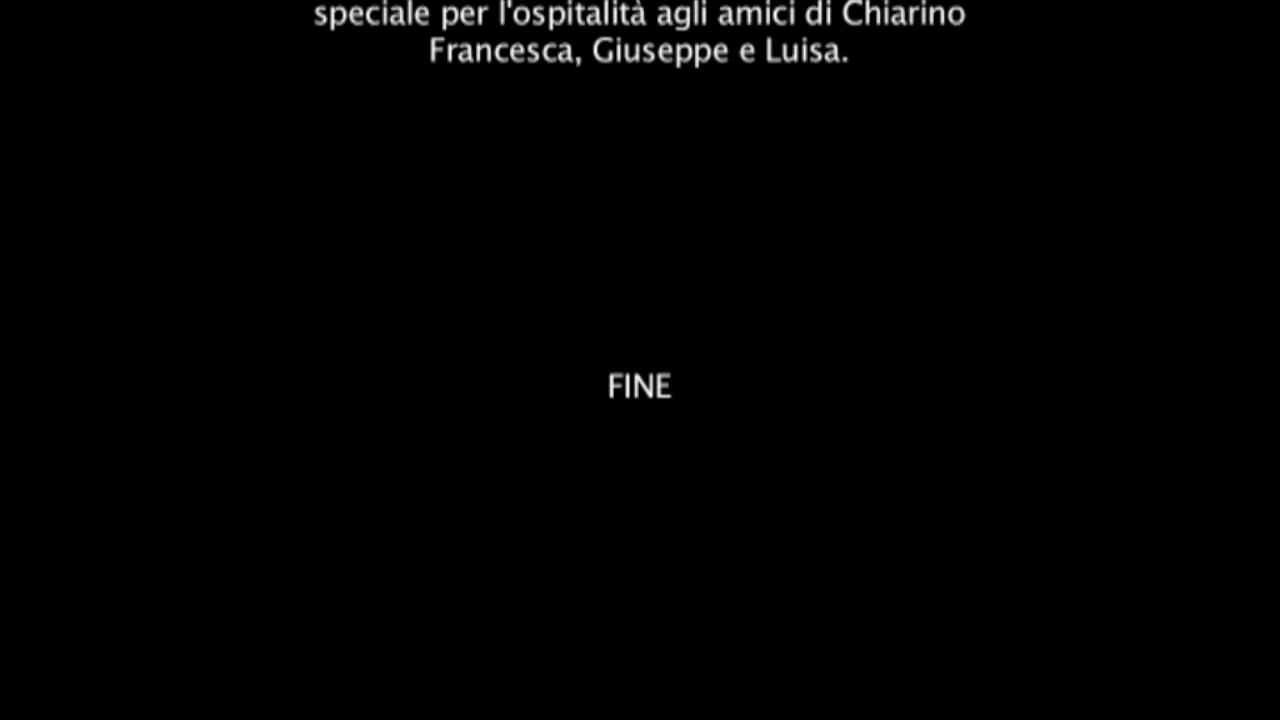 speciale per l'ospitalità agli amici di Chiarino
Francesca, Giuseppe e Luisa.
FINE